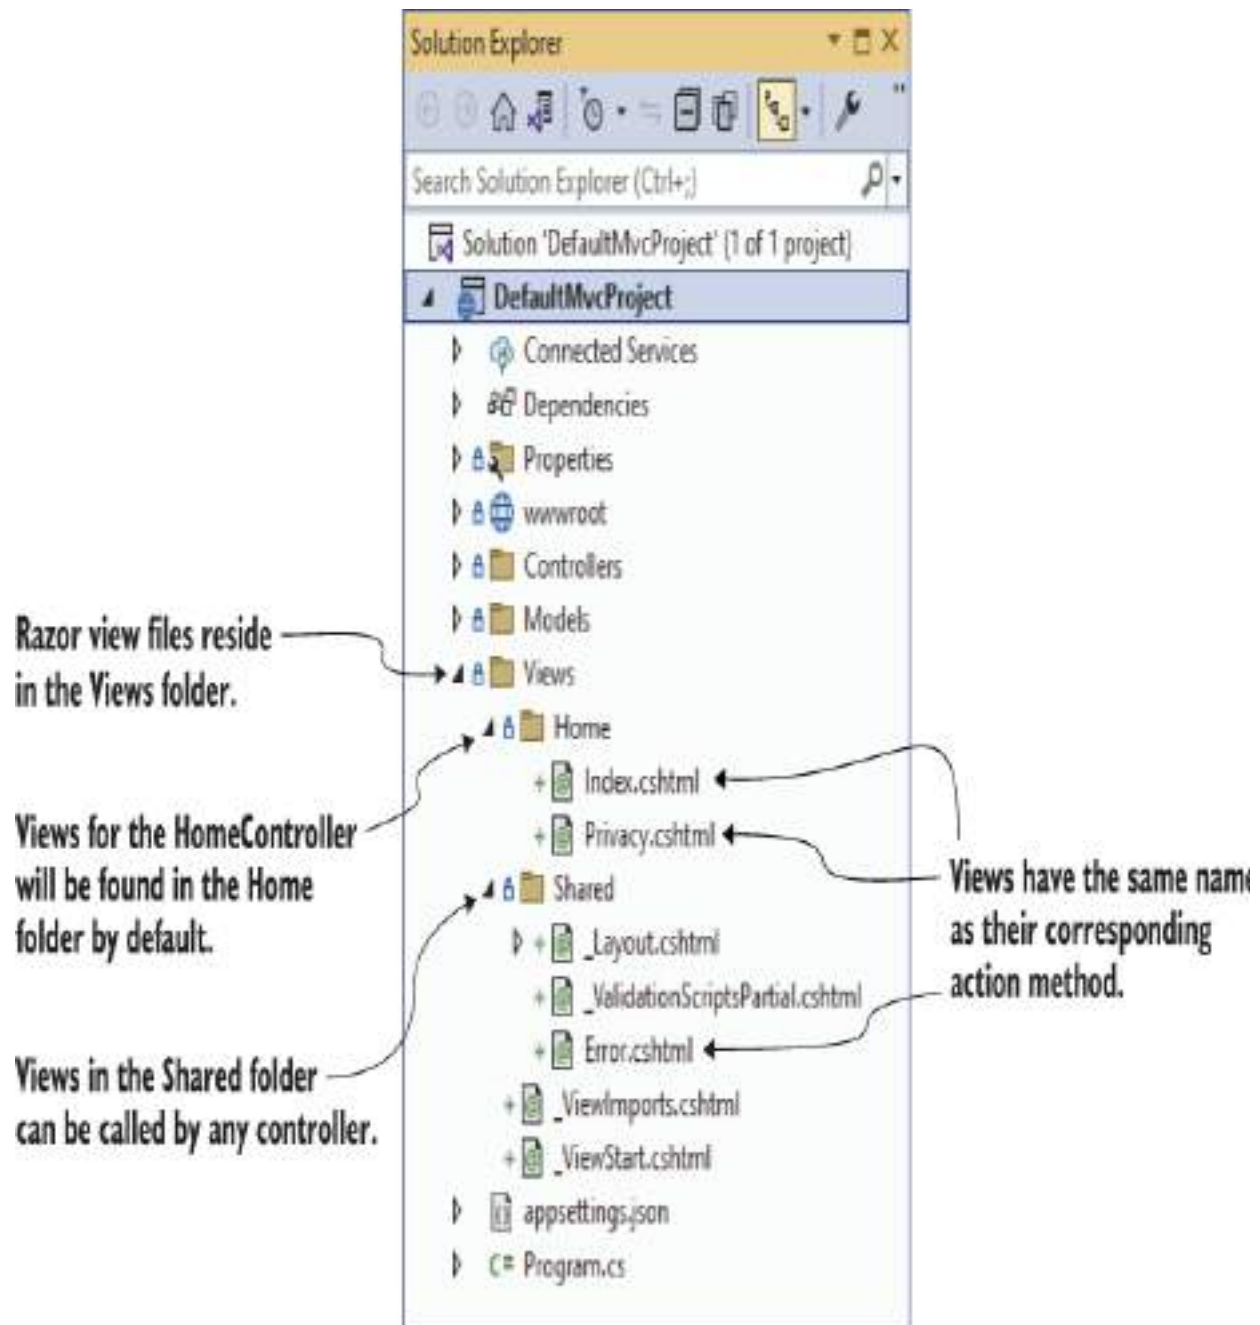 Solution Explorer
Search Solution Explorer (Ctrl+;)
Solution 'DefaultMvcProject' (1 of 1 project)
DefaultMvcProject
Connected Services
Dependencies
Properties
wwwroot
Controllers
Models
Views
Home
Index.cshtml
Privacy.cshtml
Shared
_Layout.cshtml
_ValidationScriptsPartial.cshtml
Error.cshtml
_ViewImports.cshtml
_ViewStart.cshtml
appsettings.json
C# Program.cs
Razor view files reside
in the Views folder.
Views for the HomeController
will be found in the Home
folder by default.
Views in the Shared folder
can be called by any controller.
Views have the same name
as their corresponding
action method.